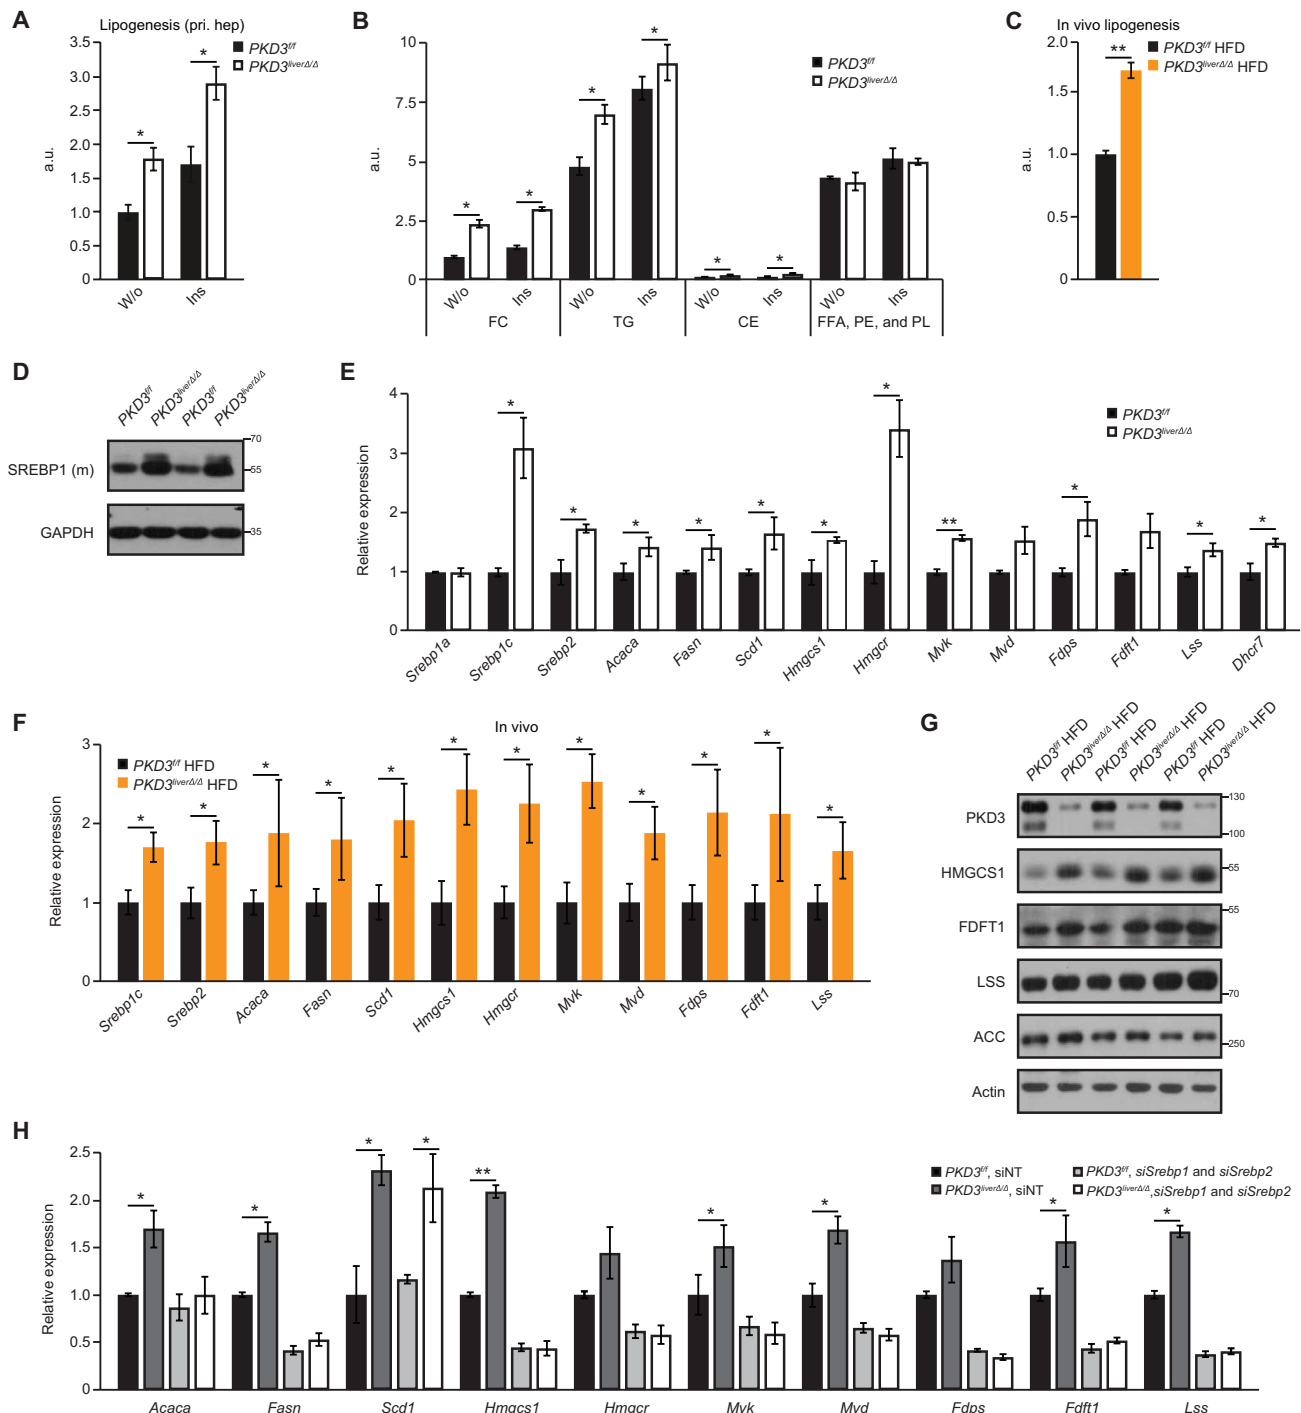 A
Lipogenesis (pri. hep)
3.5
3.0
2.5
2.0
1.5
1.0
0.5
0
a.u.
PKD3f/f
PKD3liverΔ/Δ
*
*
W/o
Ins
B
10
7.5
5
2.5
0
a.u.
PKD3f/f
PKD3liverΔ/Δ
* * * * * *
W/o Ins W/o Ins W/o Ins W/o Ins
FC TG CE FFA, PE, and PL
C
In vivo lipogenesis
2.0
1.5
1.0
0.5
0
a.u.
PKD3f/f HFD
PKD3liverΔ/Δ HFD
**
D
PKD3f/f PKD3liverΔ/Δ PKD3f/f PKD3liverΔ/Δ
SREBP1 (m)
70
55
GAPDH
35
E
4
3
2
1
0
Relative expression
PKD3f/f
PKD3liverΔ/Δ
* * * * * * * ** * * *
Srebp1a Srebp1c Srebp2 Acaca Fasn Scd1 Hmgcs1 Hmgcr Mvk Mvd Fdps Fdft1 Lss Dhcr7
F
In vivo
3
2
1
0
Relative expression
PKD3f/f HFD
PKD3liverΔ/Δ HFD
* * * * * * * * * * * *
Srebp1c Srebp2 Acaca Fasn Scd1 Hmgcs1 Hmgcr Mvk Mvd Fdps Fdft1 Lss
G
PKD3f/f HFD PKD3liverΔ/Δ HFD PKD3f/f HFD PKD3liverΔ/Δ HFD PKD3f/f HFD PKD3liverΔ/Δ HFD
PKD3
130
100
HMGCS1
55
FDFT1
55
LSS
70
ACC
250
Actin
H
2.5
2.0
1.5
1.0
0.5
0
Relative expression
PKD3f/f, siNT
PKD3liverΔ/Δ, siNT
PKD3f/f, siSrebp1 and siSrebp2
PKD3liverΔ/Δ,siSrebp1 and siSrebp2
* * * * ** * * * *
Acaca Fasn Scd1 Hmgcs1 Hmgcr Mvk Mvd Fdps Fdft1 Lss